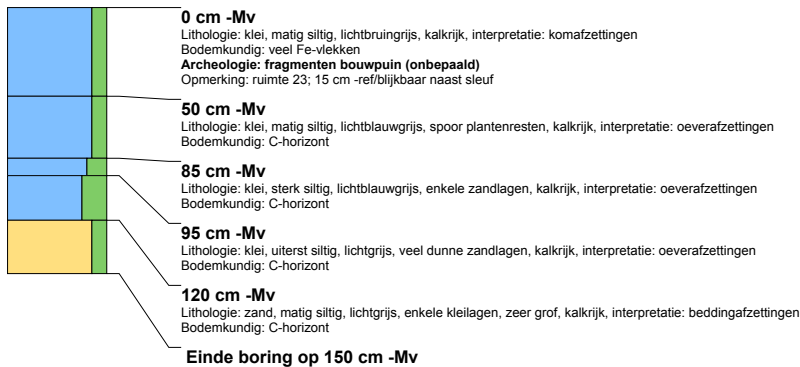 0 cm -Mv
Lithologie: klei, matig siltig, lichtbruingrijs, kalkrijk, interpretatie: komafzettingen
Bodemkundig: veel Fe-vlekken
Archeologie: fragmenten bouwpuin (onbepaald)
Opmerking: ruimte 23; 15 cm -ref/blijkbaar naast sleuf
50 cm -Mv
Lithologie: klei, matig siltig, lichtblauwgrijs, spoor plantenresten, kalkrijk, interpretatie: oeverafzettingen
Bodemkundig: C-horizont
85 cm -Mv
Lithologie: klei, sterk siltig, lichtblauwgrijs, enkele zandlagen, kalkrijk, interpretatie: oeverafzettingen
Bodemkundig: C-horizont
95 cm -Mv
Lithologie: klei, uiterst siltig, lichtgrijs, veel dunne zandlagen, kalkrijk, interpretatie: oeverafzettingen
Bodemkundig: C-horizont
120 cm -Mv
Lithologie: zand, matig siltig, lichtgrijs, enkele kleilagen, zeer grof, kalkrijk, interpretatie: beddingafzettingen
Bodemkundig: C-horizont
Einde boring op 150 cm -Mv